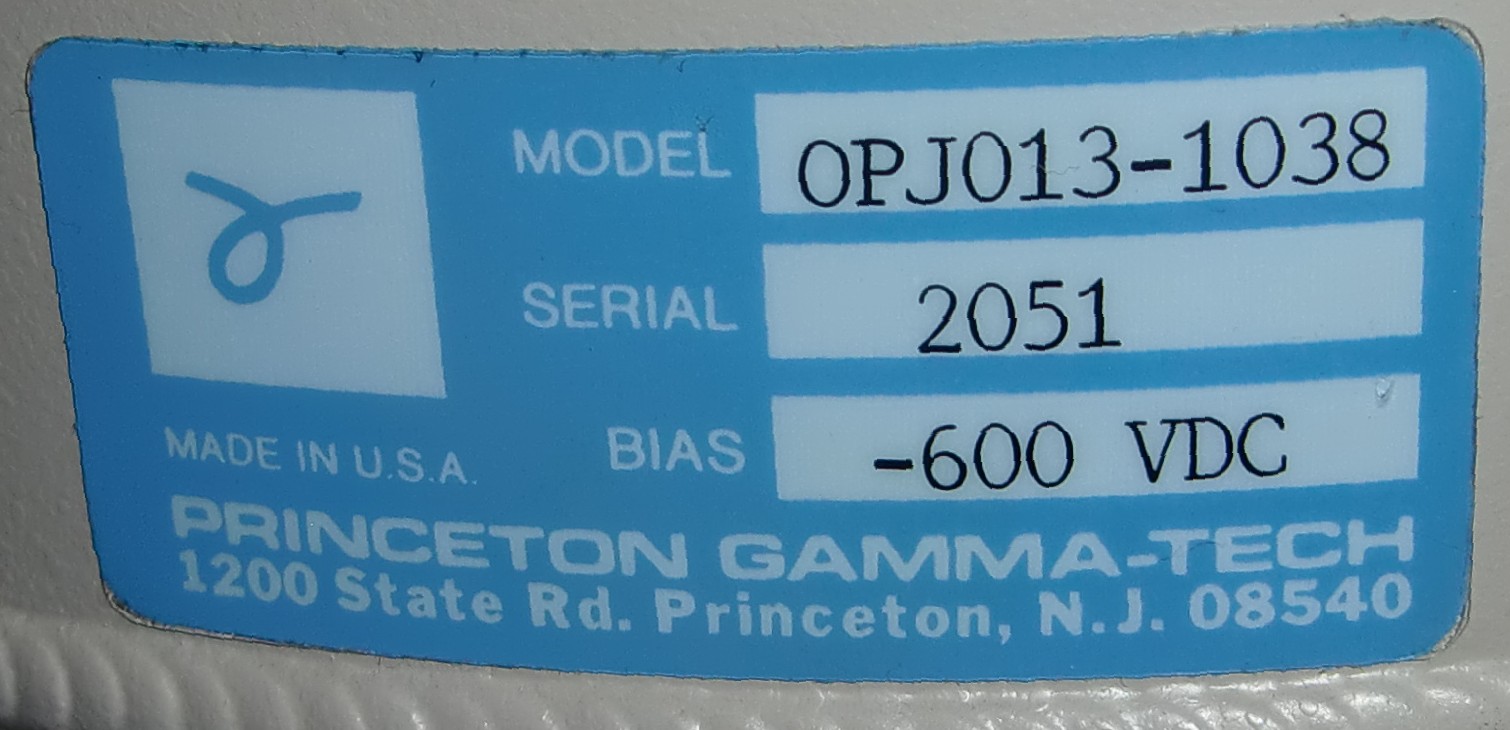 MODEL OPJ013-1038
SERIAL 2051
BIAS -600 VDC
MADE IN U.S.A.
PRINCETON GAMMA-TECH
1200 State Rd. Princeton, N.J. 08540